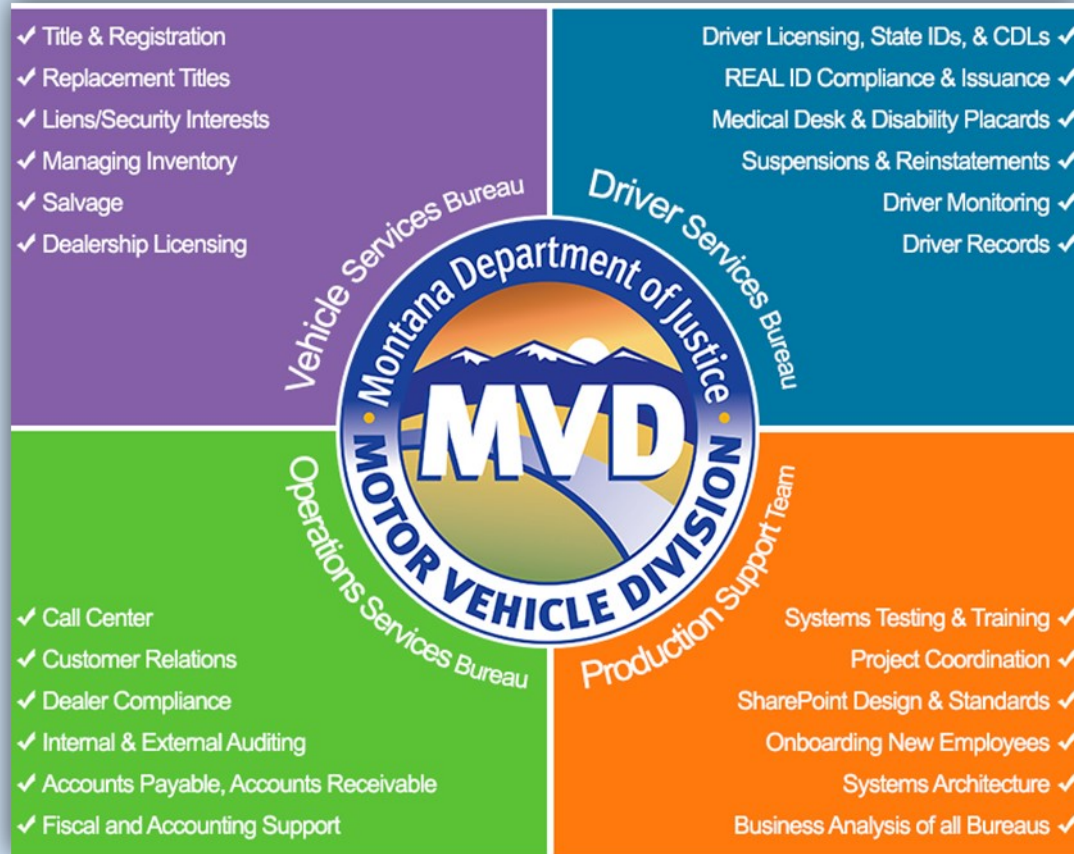 ✓ Title & Registration
✓ Replacement Titles
✓ Liens/Security Interests
✓ Managing Inventory
✓ Salvage
✓ Dealership Licensing
Vehicle Services Bureau
Driver Licensing, State IDs, & CDLs ✓
REAL ID Compliance & Issuance ✓
Medical Desk & Disability Placards ✓
Suspensions & Reinstatements ✓
Driver Monitoring ✓
Driver Records ✓
Driver Services Bureau
Montana Department of Justice
MVD
MOTOR VEHICLE DIVISION
Operations Services Bureau
✓ Call Center
✓ Customer Relations
✓ Dealer Compliance
✓ Internal & External Auditing
✓ Accounts Payable, Accounts Receivable
✓ Fiscal and Accounting Support
Production Support Team
Systems Testing & Training ✓
Project Coordination ✓
SharePoint Design & Standards ✓
Onboarding New Employees ✓
Systems Architecture ✓
Business Analysis of all Bureaus ✓